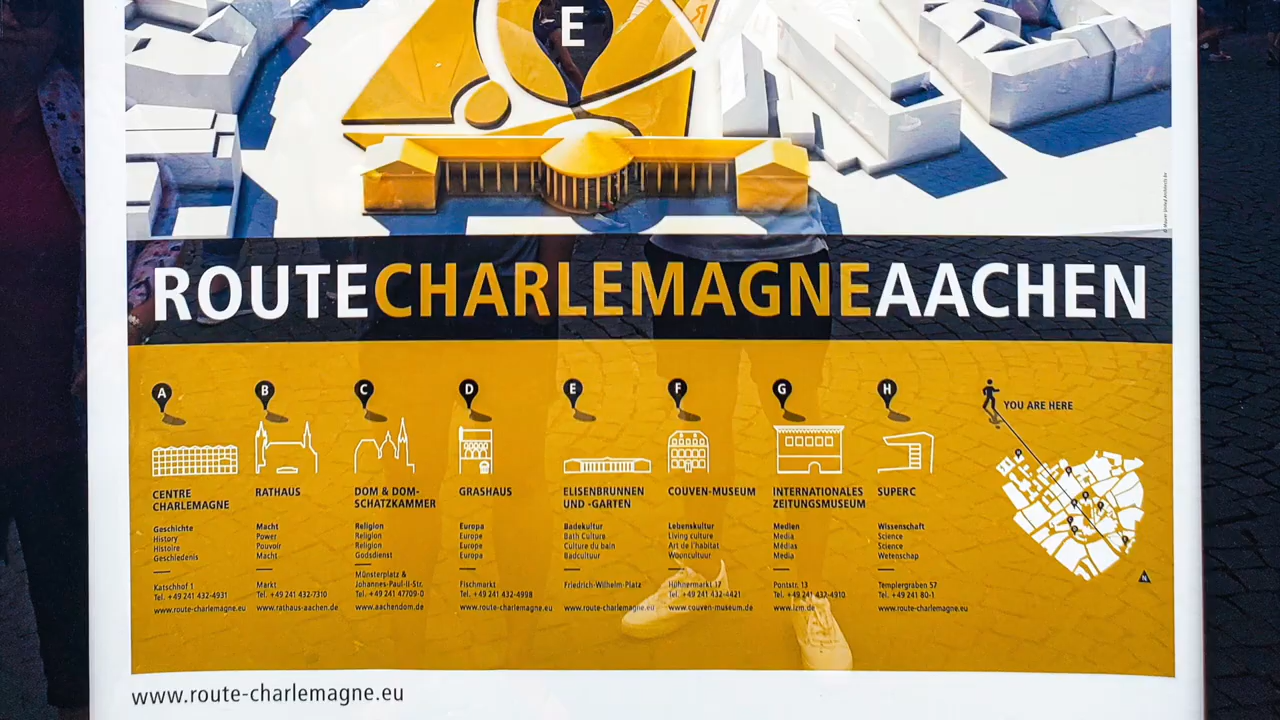 E
ROUTECHARLEMAGNEAACHEN
A
CENTRE
CHARLEMAGNE
Geschichte
History
Histoire
Geschiedenis
Katschhof 1
Tel. +49 241 432-4931
www.route-charlemagne.eu
B
RATHAUS
Macht
Power
Pouvoir
Macht
Markt
Tel. +49 241 432-7310
www.rathaus-aachen.de
C
DOM & DOM-
SCHATZKAMMER
Religion
Religion
Religion
Godsdienst
Münsterplatz &
Johannes-Paul-II-Str.
Tel. +49 241 47709-0
www.aachendom.de
D
GRASHAUS
Europa
Europe
Europe
Europa
Fischmarkt
Tel. +49 241 432-4998
www.route-charlemagne.eu
E
ELISENBRUNNEN
UND -GARTEN
Badekultur
Bath Culture
Culture du bain
Badcultuur
Friedrich-Wilhelm-Platz
www.route-charlemagne.eu
F
COUVEN-MUSEUM
Lebenskultur
Living culture
Art de l'habitat
Wooncultuur
Hühnermarkt 17
Tel. +49 241 432-4421
www.couven-museum.de
G
INTERNATIONALES
ZEITUNGSMUSEUM
Medien
Media
Médias
Media
Pontstr. 13
Tel. +49 241 432-4910
www.izm.de
H
SUPERC
Wissenschaft
Science
Science
Wetenschap
Templergraben 57
Tel. +49 241 80-1
www.route-charlemagne.eu
YOU ARE HERE
N
www.route-charlemagne.eu